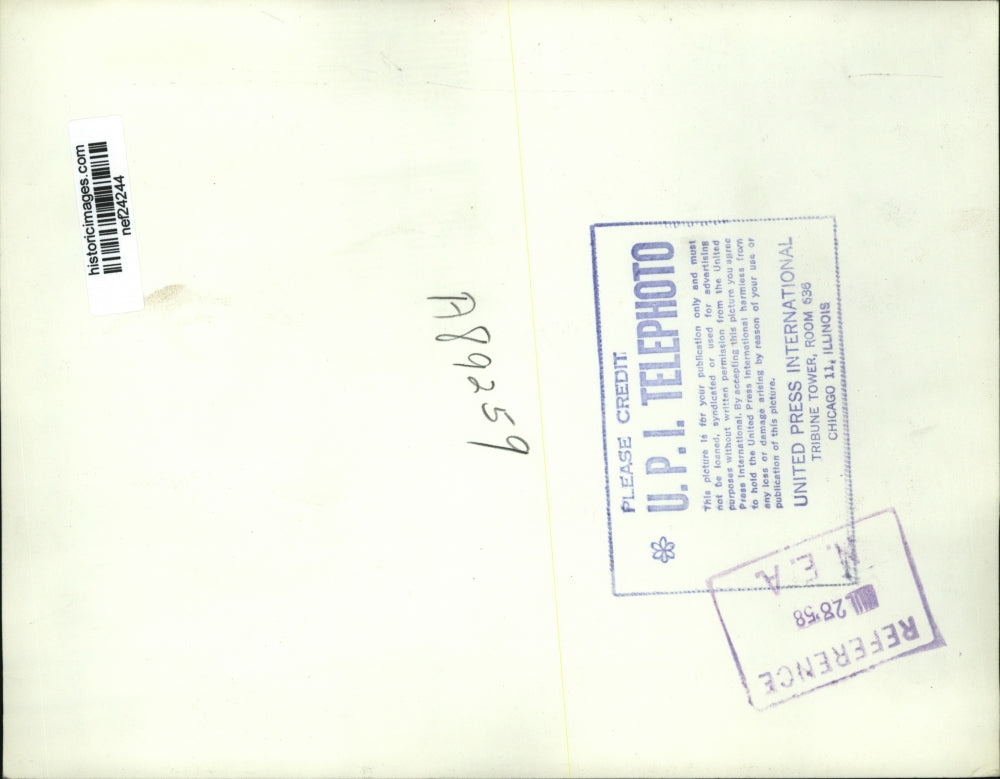 historicimages.com
nef24244
A89259
PLEASE CREDIT
U. P. I. TELEPHOTO
This picture is for your publication only and must
not be loaned, syndicated or used for advertising
purposes without written permission from the United
Press International. By accepting this picture you agree
to hold the United Press International harmless from
any loss or damage arising by reason of your use or
publication of this picture.
UNITED PRESS INTERNATIONAL
TRIBUNE TOWER, ROOM 636
CHICAGO 11, ILLINOIS
REFERENCE
28'58
E. A.